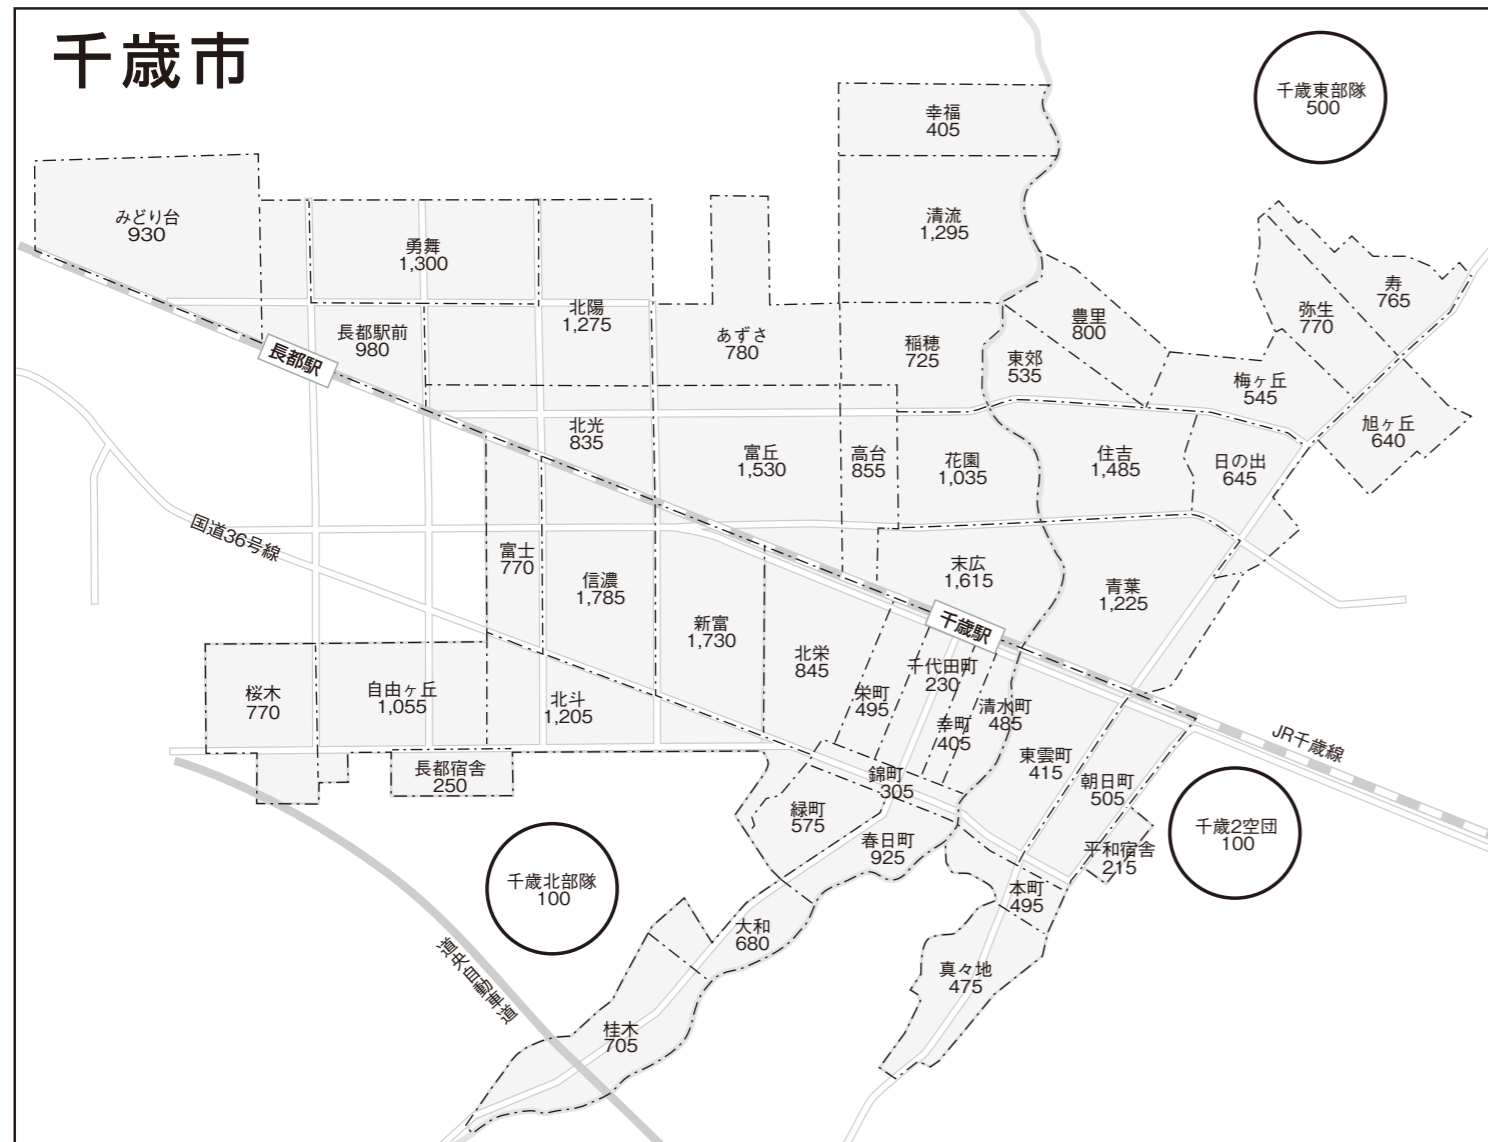 千歳市
千歳東部隊
500
幸福
405
みどり台
930
清流
1,295
勇舞
1,300
寿
765
弥生
770
北陽
1,275
豊里
800
長都駅前
980
あずさ
780
稲穂
725
東郊
535
長都駅
梅ヶ丘
545
旭ヶ丘
640
北光
835
富丘
1,530
高台
855
花園
1,035
住吉
1,485
日の出
645
国道36号線
富士
770
信濃
1,785
末広
1,615
青葉
1,225
新富
1,730
千歳駅
北栄
845
千代田町
230
桜木
770
自由ヶ丘
1,055
北斗
1,205
栄町
495
幸町
405
清水町
485
JR千歳線
東雲町
415
長都宿舎
250
錦町
305
朝日町
505
緑町
575
春日町
925
千歳2空団
100
平和宿舎
215
千歳北部隊
100
本町
495
大和
680
道央自動車道
真々地
475
桂木
705